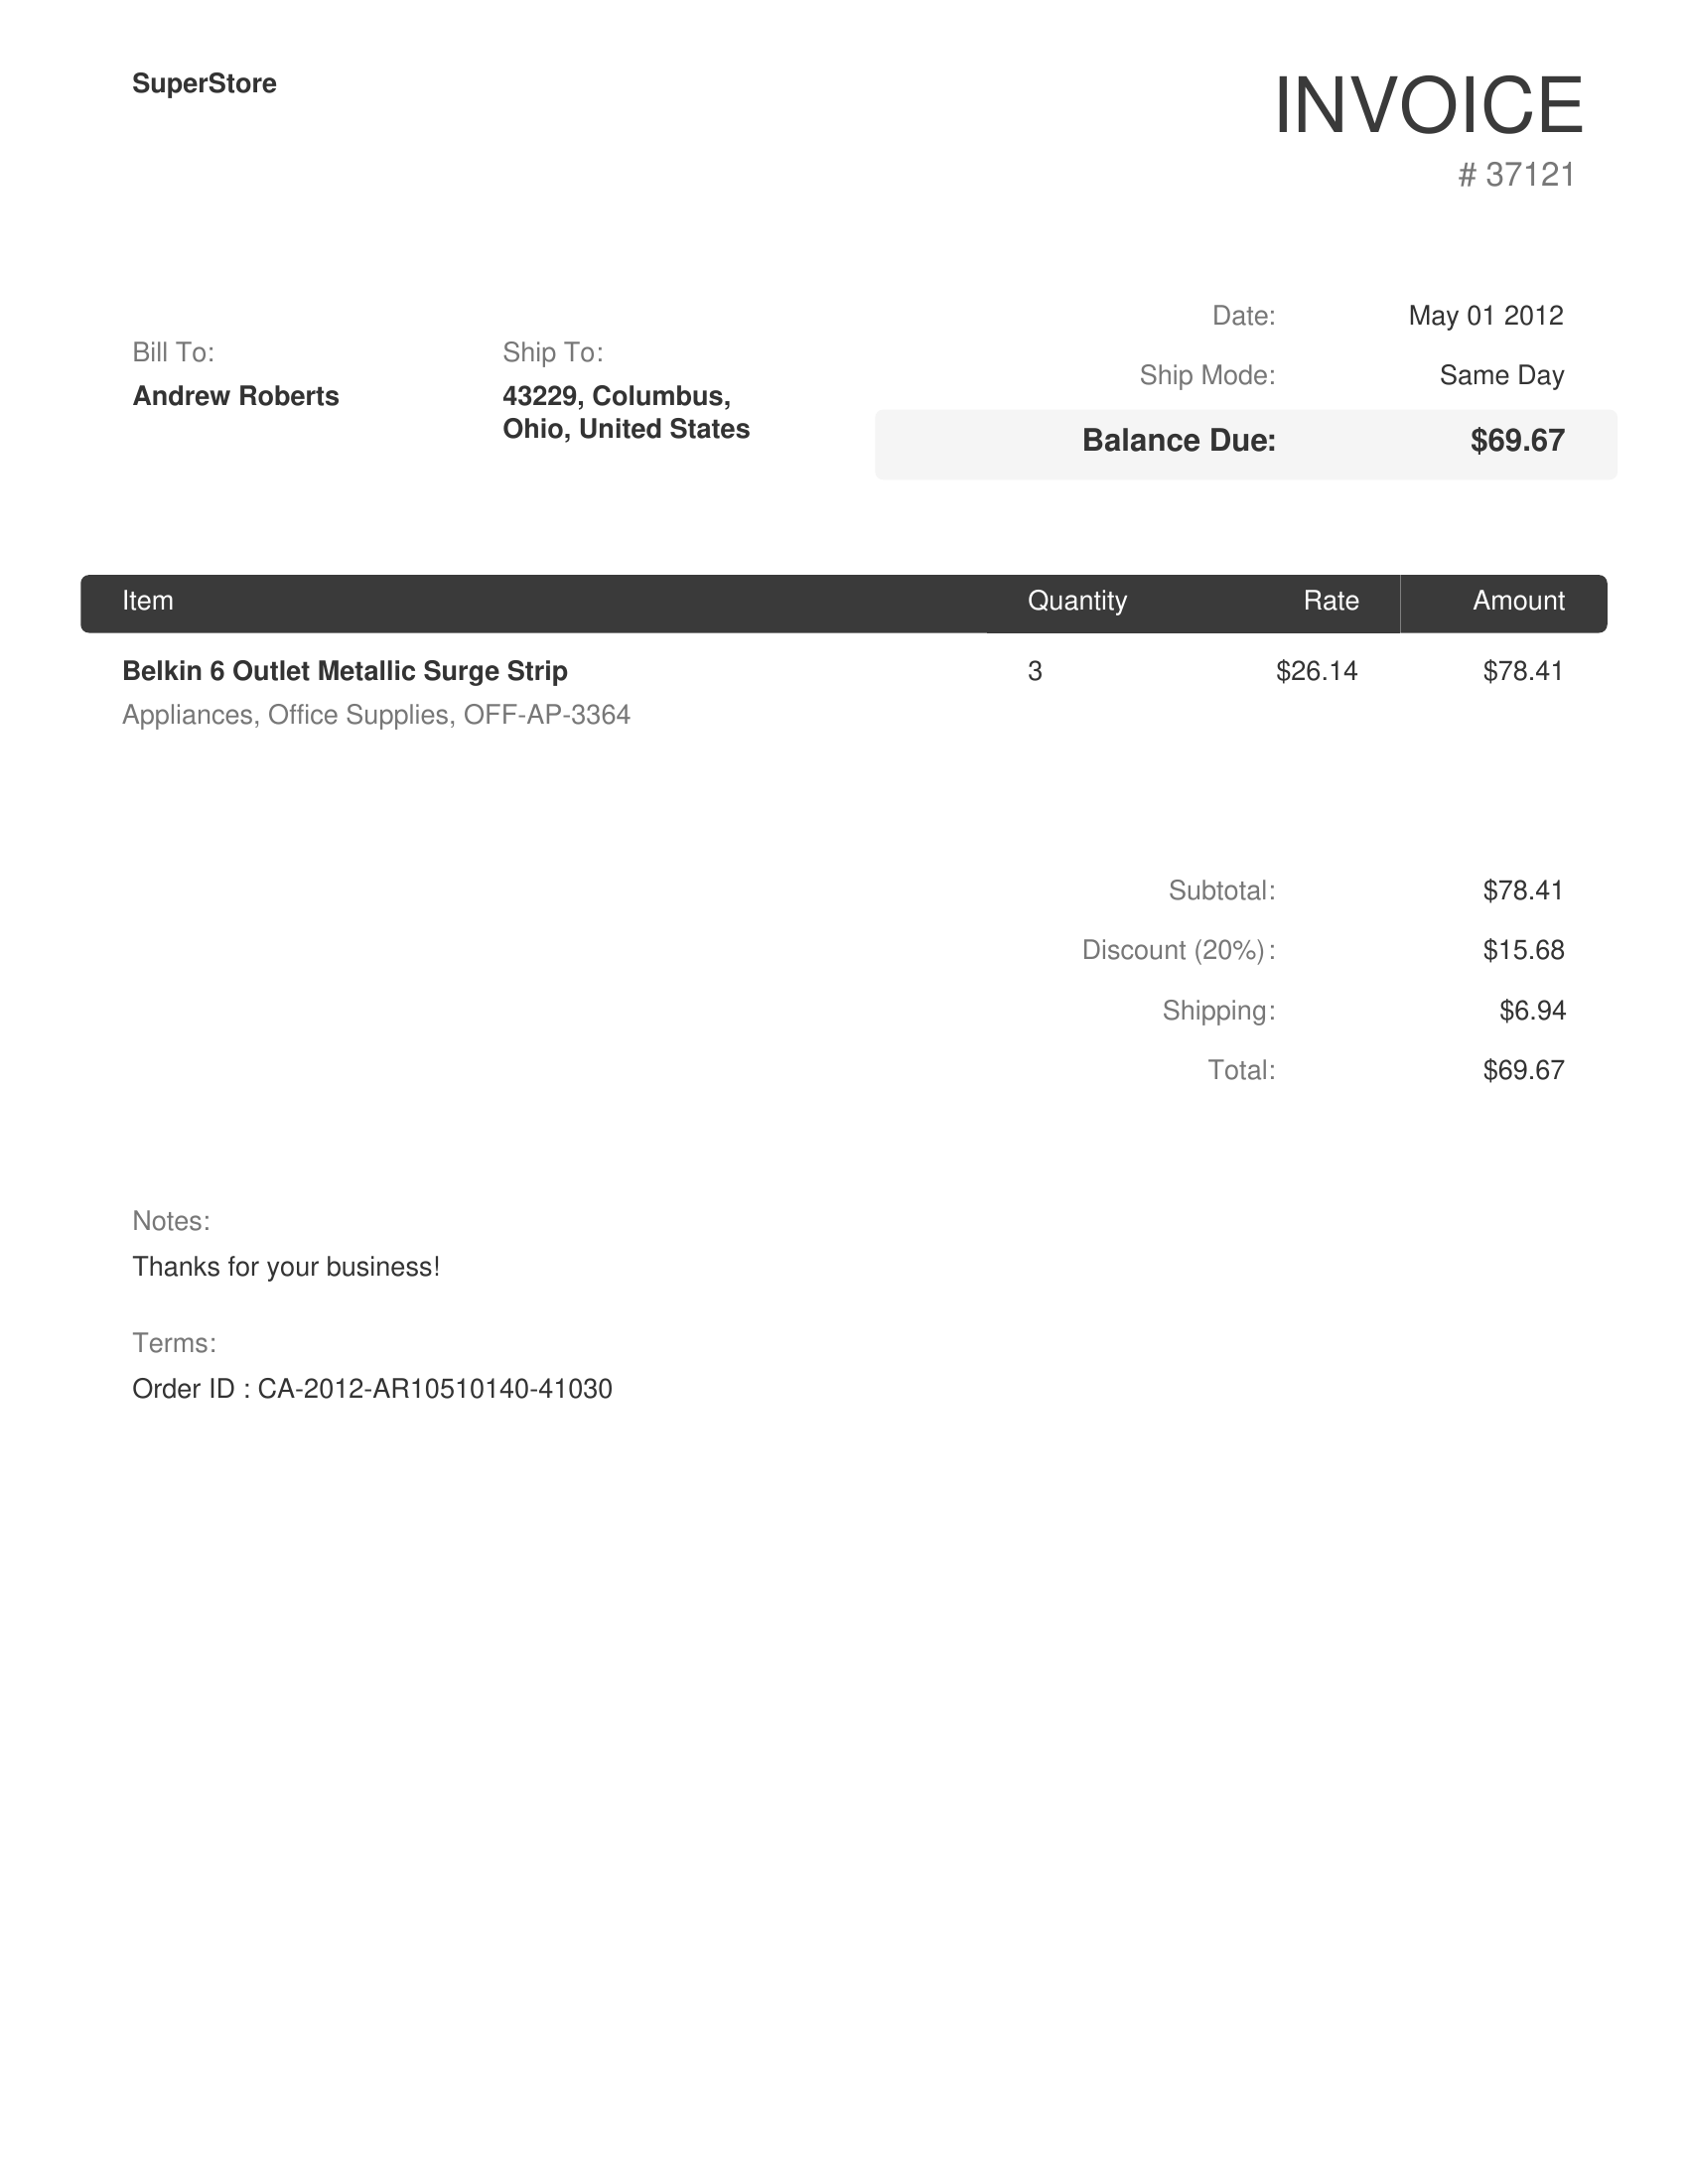 SuperStore
INVOICE
# 37121
Date: May 01 2012
Ship Mode: Same Day
Balance Due: $69.67
Bill To:
Andrew Roberts
Ship To:
43229, Columbus,
Ohio, United States
Item Quantity Rate Amount
Belkin 6 Outlet Metallic Surge Strip 3 $26.14 $78.41
Appliances, Office Supplies, OFF-AP-3364
Subtotal: $78.41
Discount (20%): $15.68
Shipping: $6.94
Total: $69.67
Notes:
Thanks for your business!
Terms:
Order ID : CA-2012-AR10510140-41030